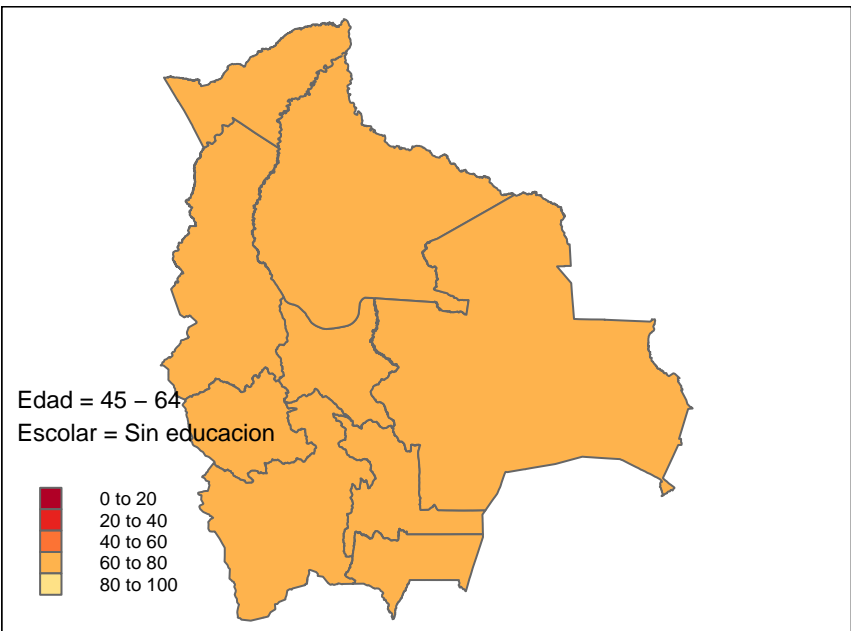 Edad = 45 – 64
Escolar = Sin educacion
0 to 20
20 to 40
40 to 60
60 to 80
80 to 100